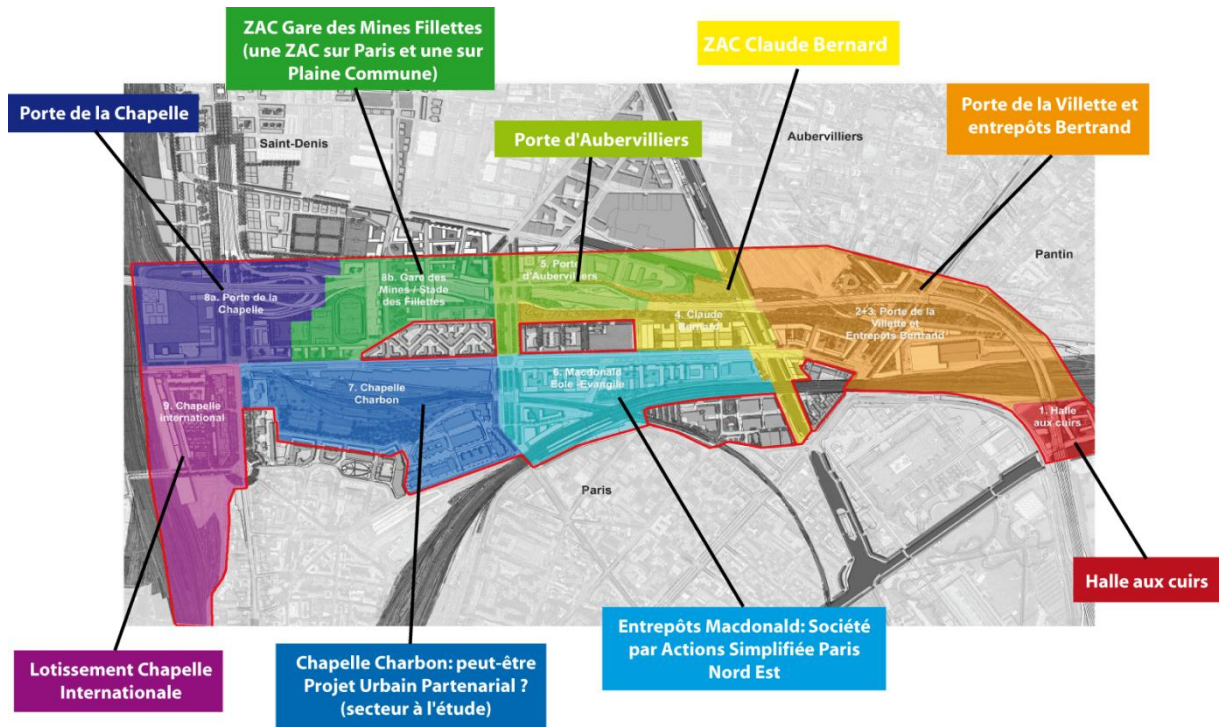 ZAC Gare des Mines Fillettes
(une ZAC sur Paris et une sur
Plaine Commune)
ZAC Claude Bernard
Porte de la Chapelle
Porte d'Aubervilliers
Porte de la Villette et
entrepôts Bertrand
Saint-Denis
Aubervilliers
Pantin
8a. Porte de la
Chapelle
8b. Gare des
Mines / Stade
des Fillettes
5. Porte
d'Aubervilliers
4. Claude
Bernard
2+3. Porte de la
Villette et
Entrepôts Bertrand
9. Chapelle
international
7. Chapelle
Charbon
6. Macdonald
Eole -Evangile
1. Halle
aux cuirs
Paris
Halle aux cuirs
Lotissement Chapelle
Internationale
Chapelle Charbon: peut-être
Projet Urbain Partenarial ?
(secteur à l'étude)
Entrepôts Macdonald: Société
par Actions Simplifiée Paris
Nord Est